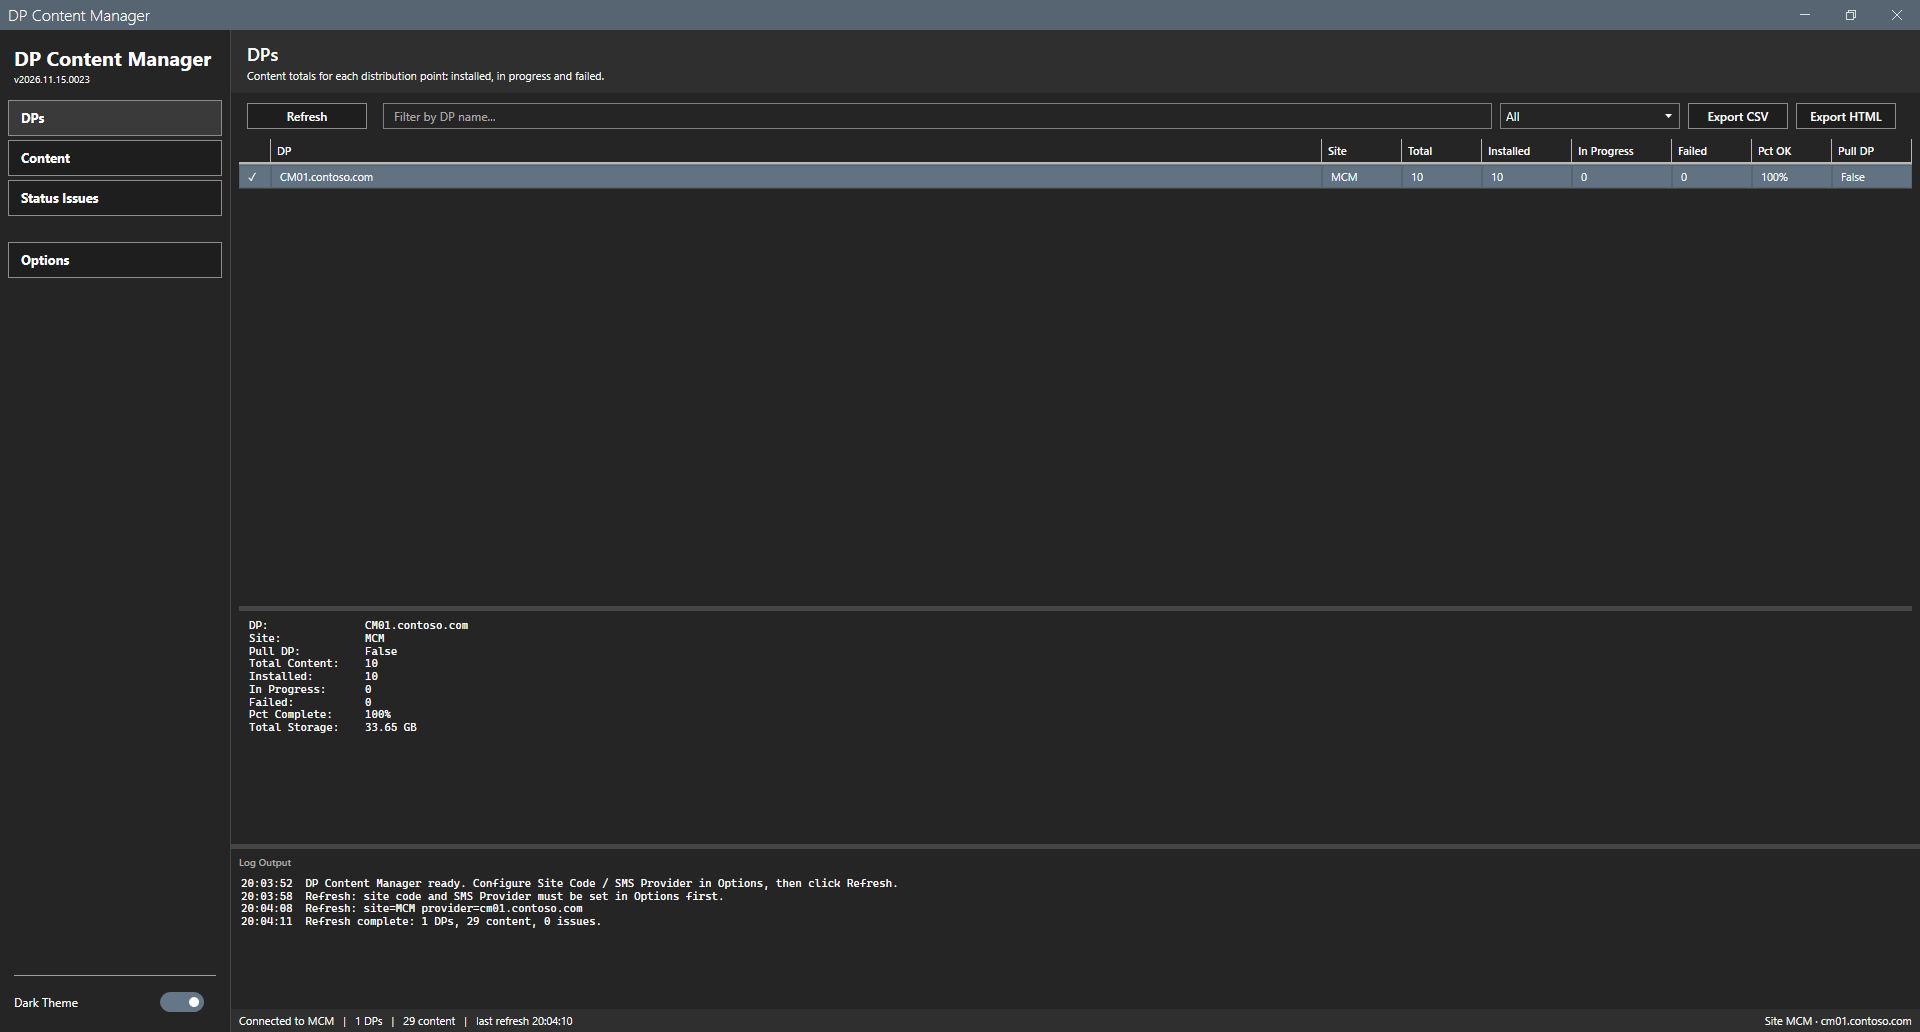 DP Content Manager
DP Content Manager
v2026.11.15.0023
DPs
Content
Status Issues
Options
Dark Theme
DPs
Content totals for each distribution point: installed, in progress and failed.
Refresh
Filter by DP name...
All
Export CSV
Export HTML
DP Site Total Installed In Progress Failed Pct OK Pull DP
✓ CM01.contoso.com MCM 10 10 0 0 100% False
DP: CM01.contoso.com
Site: MCM
Pull DP: False
Total Content: 10
Installed: 10
In Progress: 0
Failed: 0
Pct Complete: 100%
Total Storage: 33.65 GB
Log Output
20:03:52 DP Content Manager ready. Configure Site Code / SMS Provider in Options, then click Refresh.
20:03:58 Refresh: site code and SMS Provider must be set in Options first.
20:04:08 Refresh: site=MCM provider=cm01.contoso.com
20:04:11 Refresh complete: 1 DPs, 29 content, 0 issues.
Connected to MCM | 1 DPs | 29 content | last refresh 20:04:10
Site MCM · cm01.contoso.com